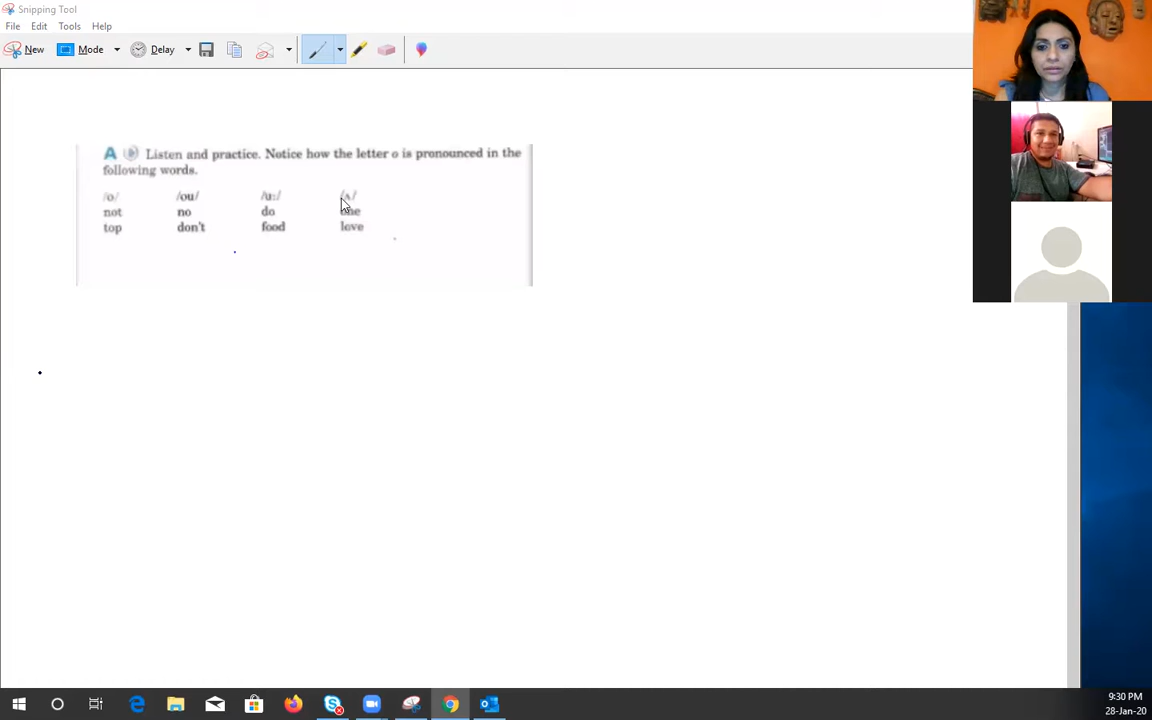 Snipping Tool
File Edit Tools Help
New Mode Delay
A Listen and practice. Notice how the letter o is pronounced in the
following words.
/o/ /ou/ /u:/ /ʌ/
not no do
top don't food love
9:30 PM
28-Jan-20